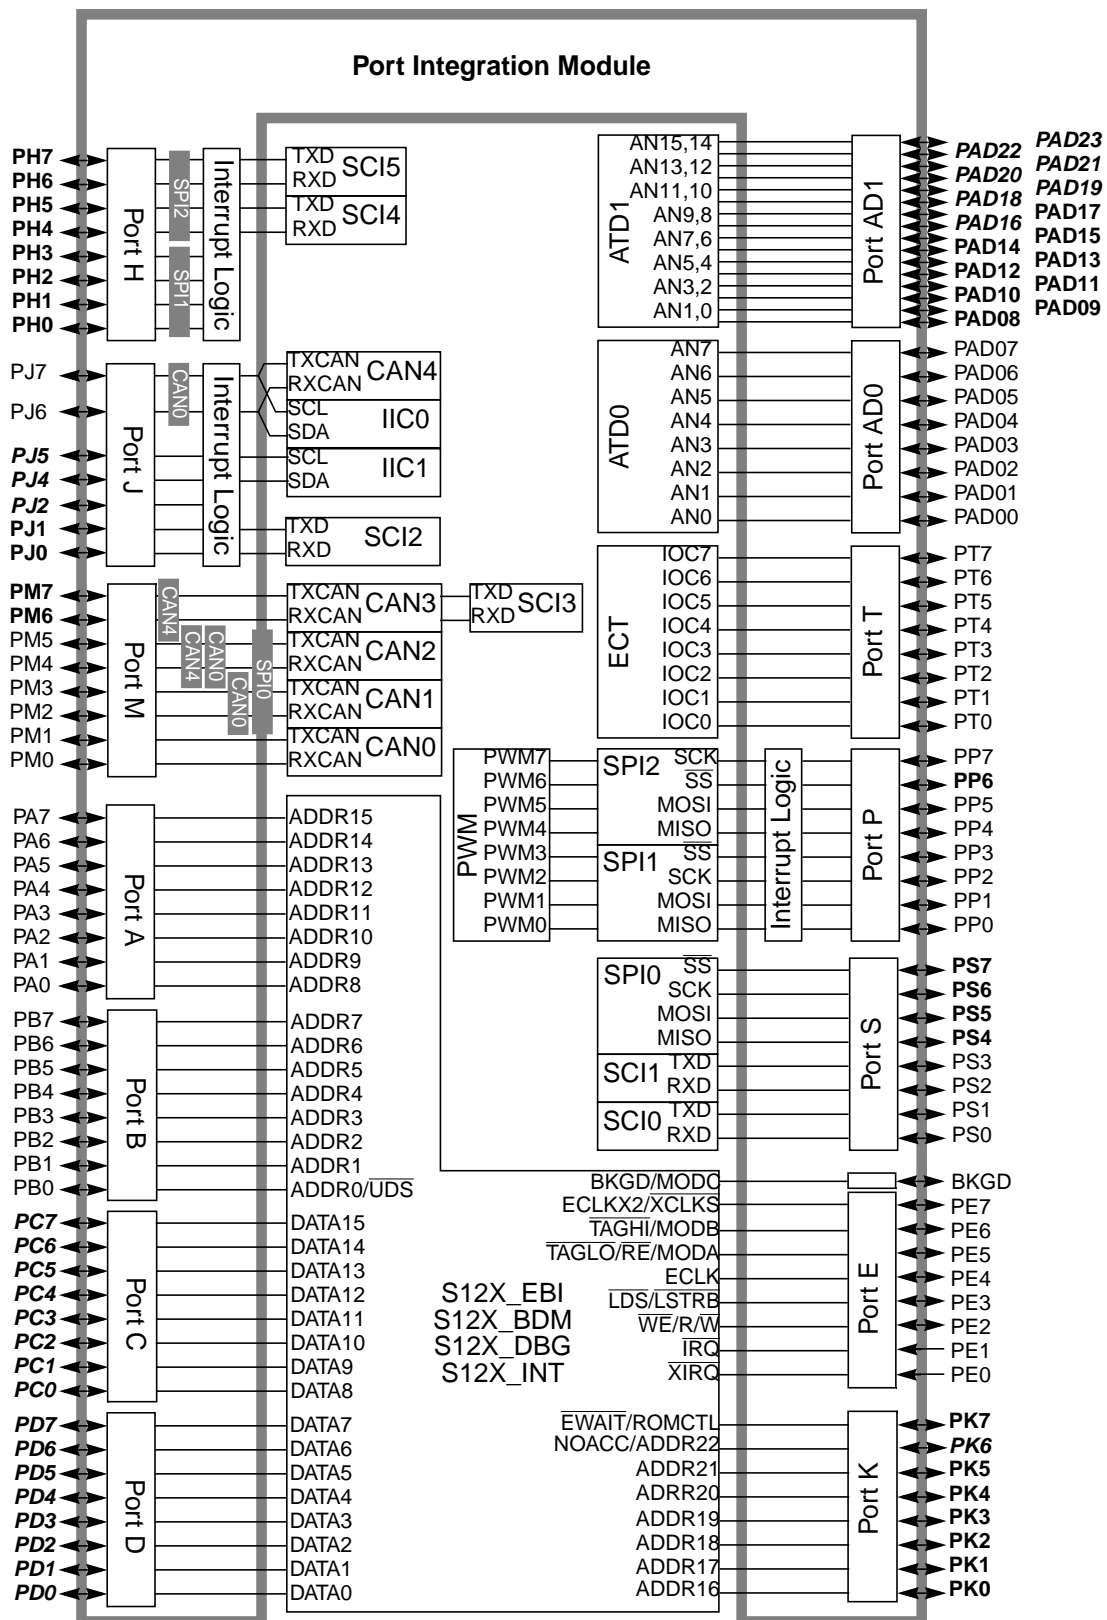 Port Integration Module
PH7
PH6
PH5
PH4
PH3
PH2
PH1
PH0
Port H
SPI2
SPI1
Interrupt Logic
TXD
RXD
SCI5
TXD
RXD
SCI4
PJ7
PJ6
PJ5
PJ4
PJ2
PJ1
PJ0
Port J
CAN0
Interrupt Logic
TXCAN
RXCAN
CAN4
SCL
SDA
IIC0
SCL
SDA
IIC1
TXD
RXD
SCI2
PM7
PM6
PM5
PM4
PM3
PM2
PM1
PM0
Port M
CAN4
CAN4
CAN0
CAN0
SPI0
TXCAN
RXCAN
CAN3
TXD
RXD
SCI3
TXCAN
RXCAN
CAN2
TXCAN
RXCAN
CAN1
TXCAN
RXCAN
CAN0
PA7
PA6
PA5
PA4
PA3
PA2
PA1
PA0
Port A
ADDR15
ADDR14
ADDR13
ADDR12
ADDR11
ADDR10
ADDR9
ADDR8
PB7
PB6
PB5
PB4
PB3
PB2
PB1
PB0
Port B
ADDR7
ADDR6
ADDR5
ADDR4
ADDR3
ADDR2
ADDR1
ADDR0/UDS
PC7
PC6
PC5
PC4
PC3
PC2
PC1
PC0
Port C
DATA15
DATA14
DATA13
DATA12
DATA11
DATA10
DATA9
DATA8
PD7
PD6
PD5
PD4
PD3
PD2
PD1
PD0
Port D
DATA7
DATA6
DATA5
DATA4
DATA3
DATA2
DATA1
DATA0
S12X_EBI
S12X_BDM
S12X_DBG
S12X_INT
ATD1
AN15,14
AN13,12
AN11,10
AN9,8
AN7,6
AN5,4
AN3,2
AN1,0
Port AD1
PAD23
PAD22
PAD21
PAD20
PAD19
PAD18
PAD17
PAD16
PAD15
PAD14
PAD13
PAD12
PAD11
PAD10
PAD09
PAD08
ATD0
AN7
AN6
AN5
AN4
AN3
AN2
AN1
AN0
Port AD0
PAD07
PAD06
PAD05
PAD04
PAD03
PAD02
PAD01
PAD00
ECT
IOC7
IOC6
IOC5
IOC4
IOC3
IOC2
IOC1
IOC0
Port T
PT7
PT6
PT5
PT4
PT3
PT2
PT1
PT0
PWM
PWM7
PWM6
PWM5
PWM4
PWM3
PWM2
PWM1
PWM0
SPI2
SCK
SS
MOSI
MISO
SPI1
SS
SCK
MOSI
MISO
Interrupt Logic
Port P
PP7
PP6
PP5
PP4
PP3
PP2
PP1
PP0
SPI0
SS
SCK
MOSI
MISO
SCI1
TXD
RXD
SCI0
TXD
RXD
Port S
PS7
PS6
PS5
PS4
PS3
PS2
PS1
PS0
BKGD/MODC
BKGD
ECLKX2/XCLKS
TAGHI/MODB
TAGLO/RE/MODA
ECLK
LDS/LSTRB
WE/R/W
IRQ
XIRQ
Port E
PE7
PE6
PE5
PE4
PE3
PE2
PE1
PE0
EWAIT/ROMCTL
NOACC/ADDR22
ADDR21
ADRR20
ADDR19
ADDR18
ADDR17
ADDR16
Port K
PK7
PK6
PK5
PK4
PK3
PK2
PK1
PK0